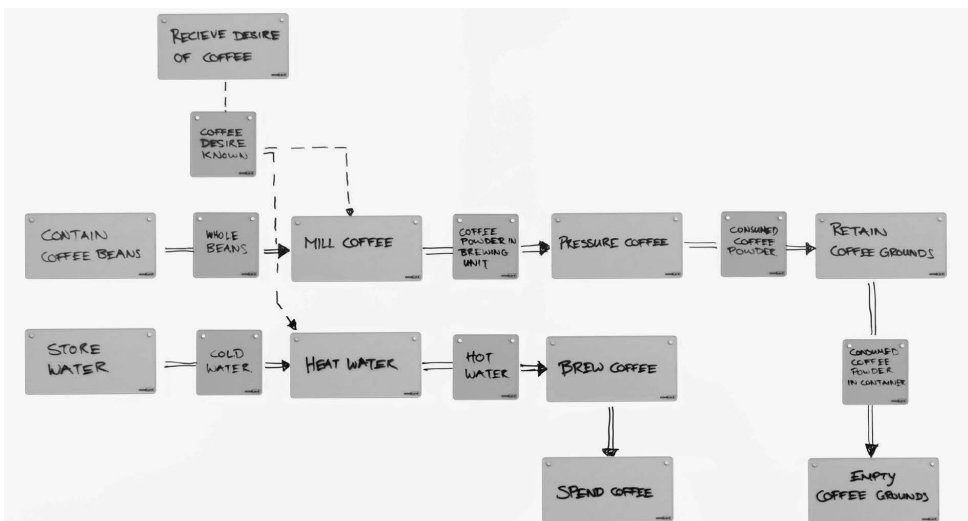 RECIEVE DESIRE
OF COFFEE
COFFEE
DESIRE
KNOWN
CONTAIN
COFFEE BEANS
WHOLE
BEANS
MILL COFFEE
COFFEE
POWDER IN
BREWING
UNIT
PRESSURE COFFEE
CONSUMED
COFFEE
POWDER
RETAIN
COFFEE GROUNDS
STORE
WATER
COLD
WATER
HEAT WATER
HOT
WATER
BREW COFFEE
CONSUMED
COFFEE
POWDER
IN CONTAINER
SPEND COFFEE
EMPTY
COFFEE GROUNDS